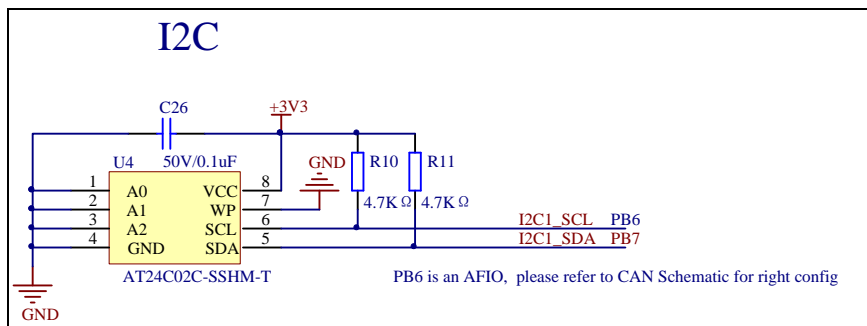 I2C
C26
+3V3
U4
50V/0.1uF
GND
R10
R11
1 A0 VCC 8
2 A1 WP 7
3 A2 SCL 6
4 GND SDA 5
4.7KΩ
4.7KΩ
I2C1_SCL PB6
I2C1_SDA PB7
AT24C02C-SSHM-T
PB6 is an AFIO, please refer to CAN Schematic for right config
GND